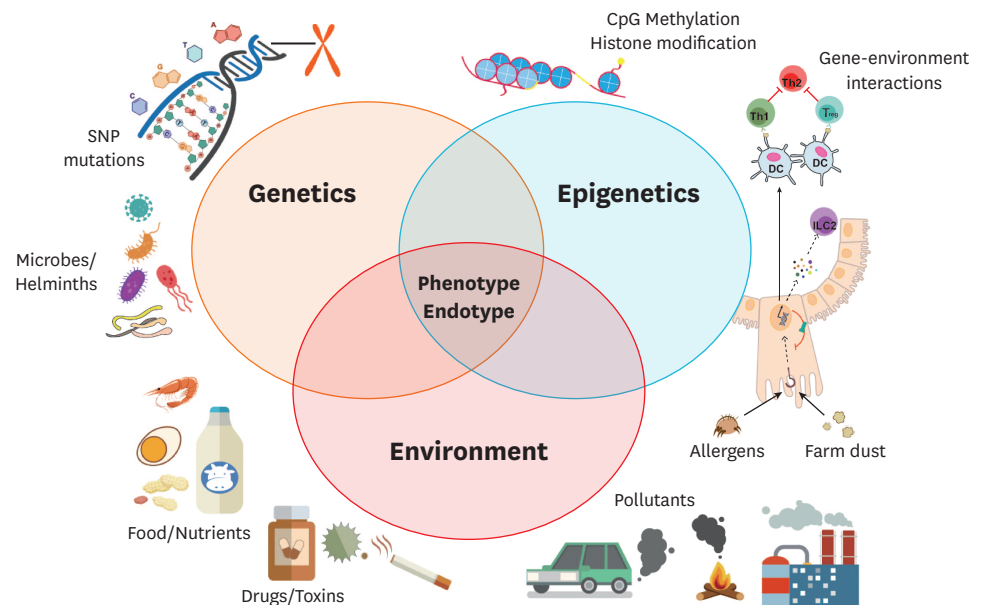 CpG Methylation
Histone modification
Gene-environment
interactions
A
T
G
C
SNP
mutations
Genetics
Epigenetics
Th2
Th1
Treg
DC
DC
ILC2
Microbes/
Helminths
Phenotype
Endotype
Environment
Allergens
Farm dust
Food/Nutrients
Pollutants
Drugs/Toxins